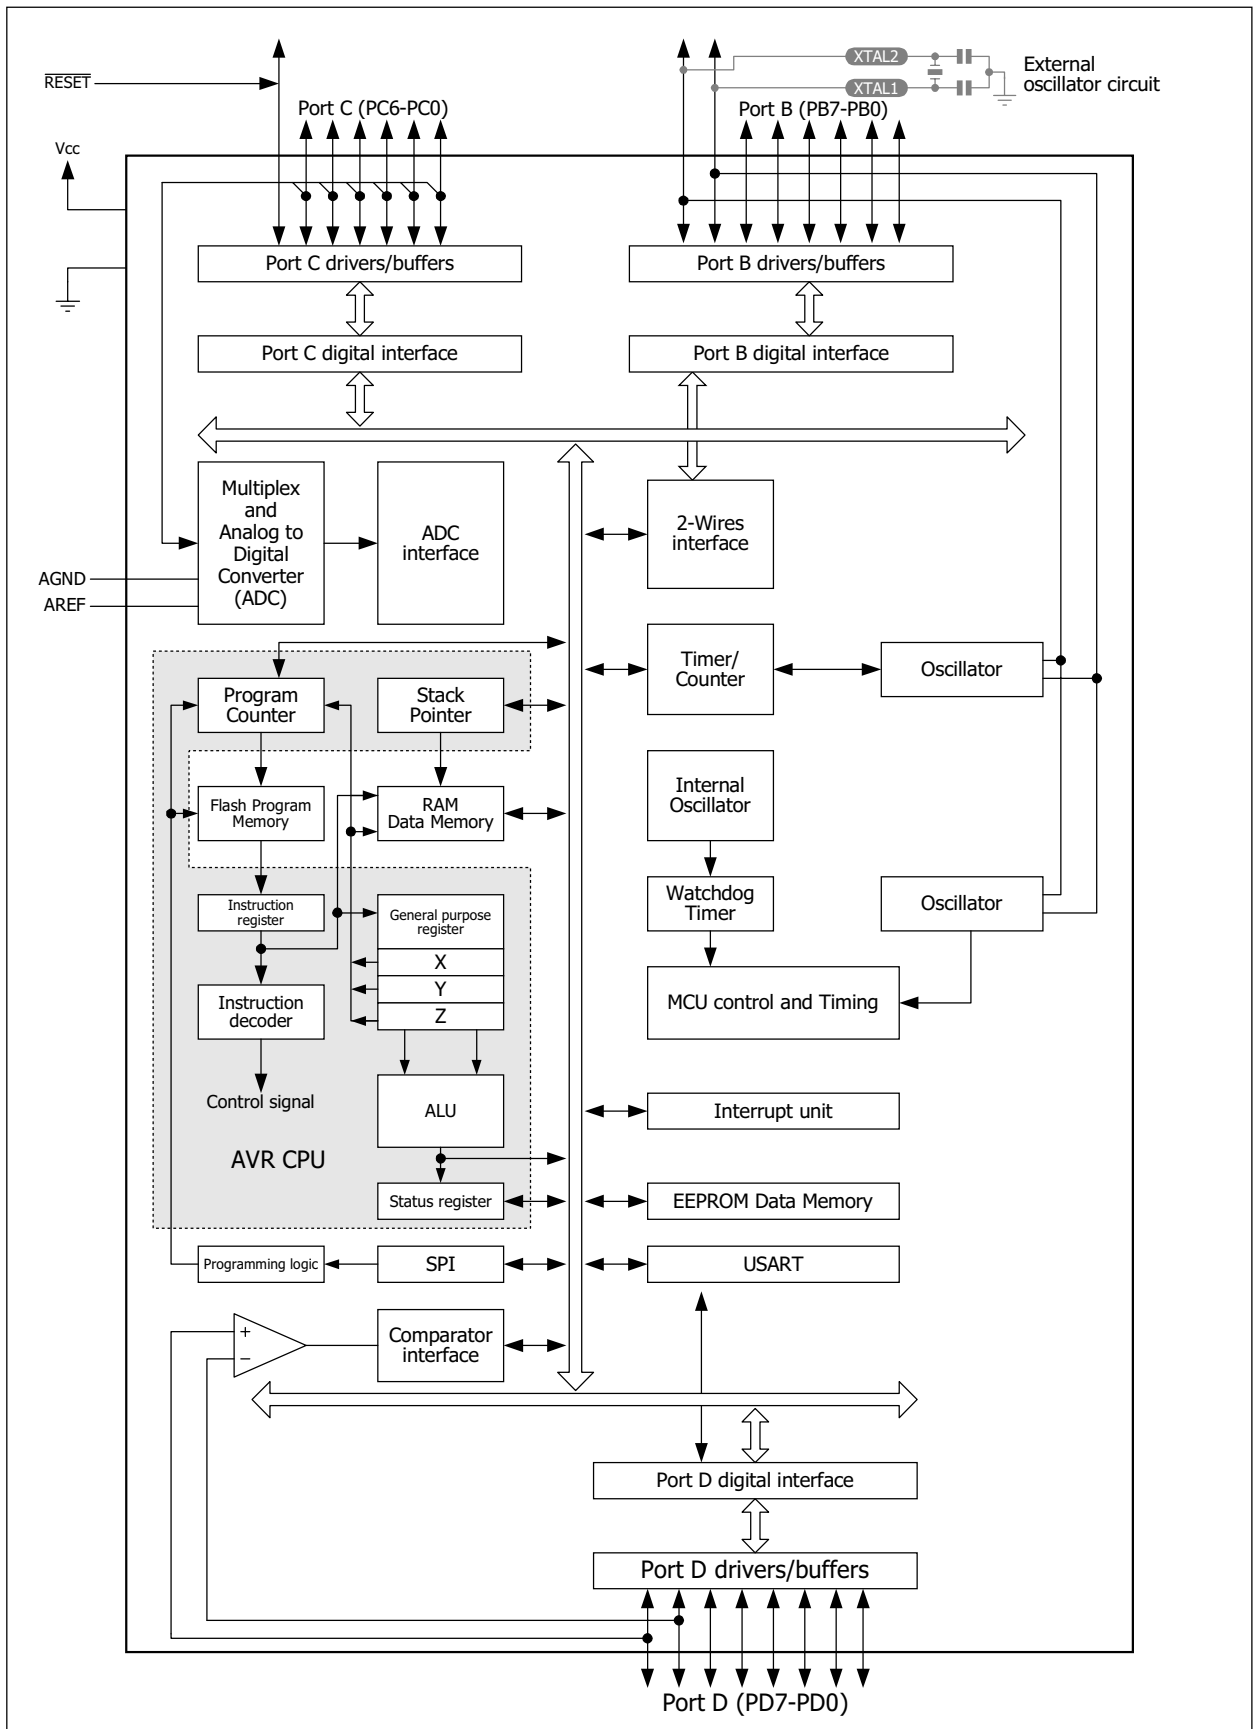 XTAL2
RESET
XTAL1
External
oscillator circuit
Port C (PC6-PC0)
Port B (PB7-PB0)
Vcc
Port C drivers/buffers
Port B drivers/buffers
Port C digital interface
Port B digital interface
Multiplex
and
Analog to
Digital
Converter
(ADC)
ADC
interface
2-Wires
interface
AGND
AREF
Timer/
Counter
Oscillator
Program
Counter
Stack
Pointer
Internal
Oscillator
Flash Program
Memory
RAM
Data Memory
Watchdog
Timer
Oscillator
Instruction
register
General purpose
register
X
Y
Z
Instruction
decoder
MCU control and Timing
Control signal
ALU
Interrupt unit
AVR CPU
Status register
EEPROM Data Memory
Programming logic
SPI
USART
+
−
Comparator
interface
Port D digital interface
Port D drivers/buffers
Port D (PD7-PD0)